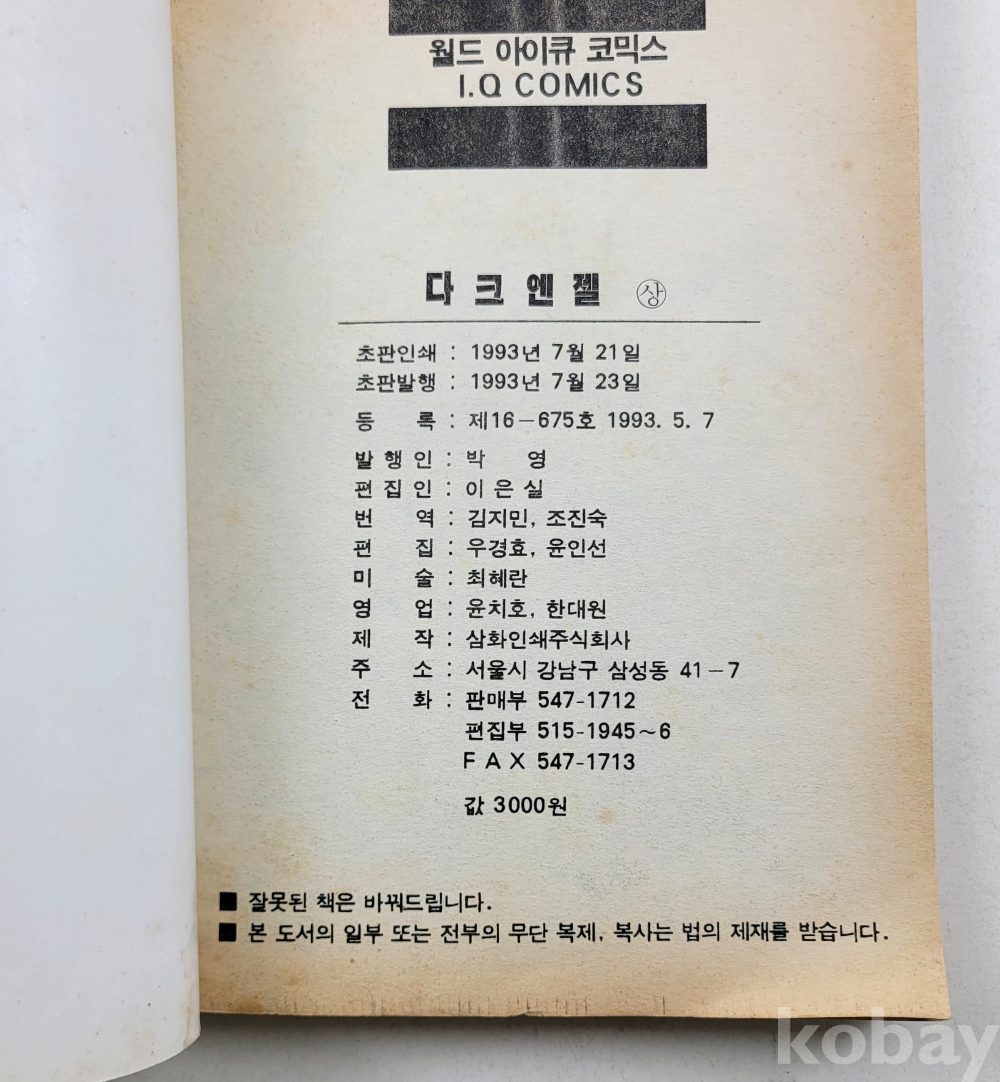 월드 아이큐 코믹스
I.Q COMICS
다크엔젤 ㊤상
초판인쇄 : 1993년 7월 21일
초판발행 : 1993년 7월 23일
등 록 : 제16-675호 1993. 5. 7
발행인 : 박 영
편집인 : 이은실
번 역 : 김지민, 조진숙
편 집 : 우경효, 윤인선
미 술 : 최혜란
영 업 : 윤치호, 한대원
제 작 : 삼화인쇄주식회사
주 소 : 서울시 강남구 삼성동 41-7
전 화 : 판매부 547-1712
편집부 515-1945~6
FAX 547-1713
값 3000원
■ 잘못된 책은 바꿔드립니다.
■ 본 도서의 일부 또는 전부의 무단 복제, 복사는 법의 제재를 받습니다.
kobay